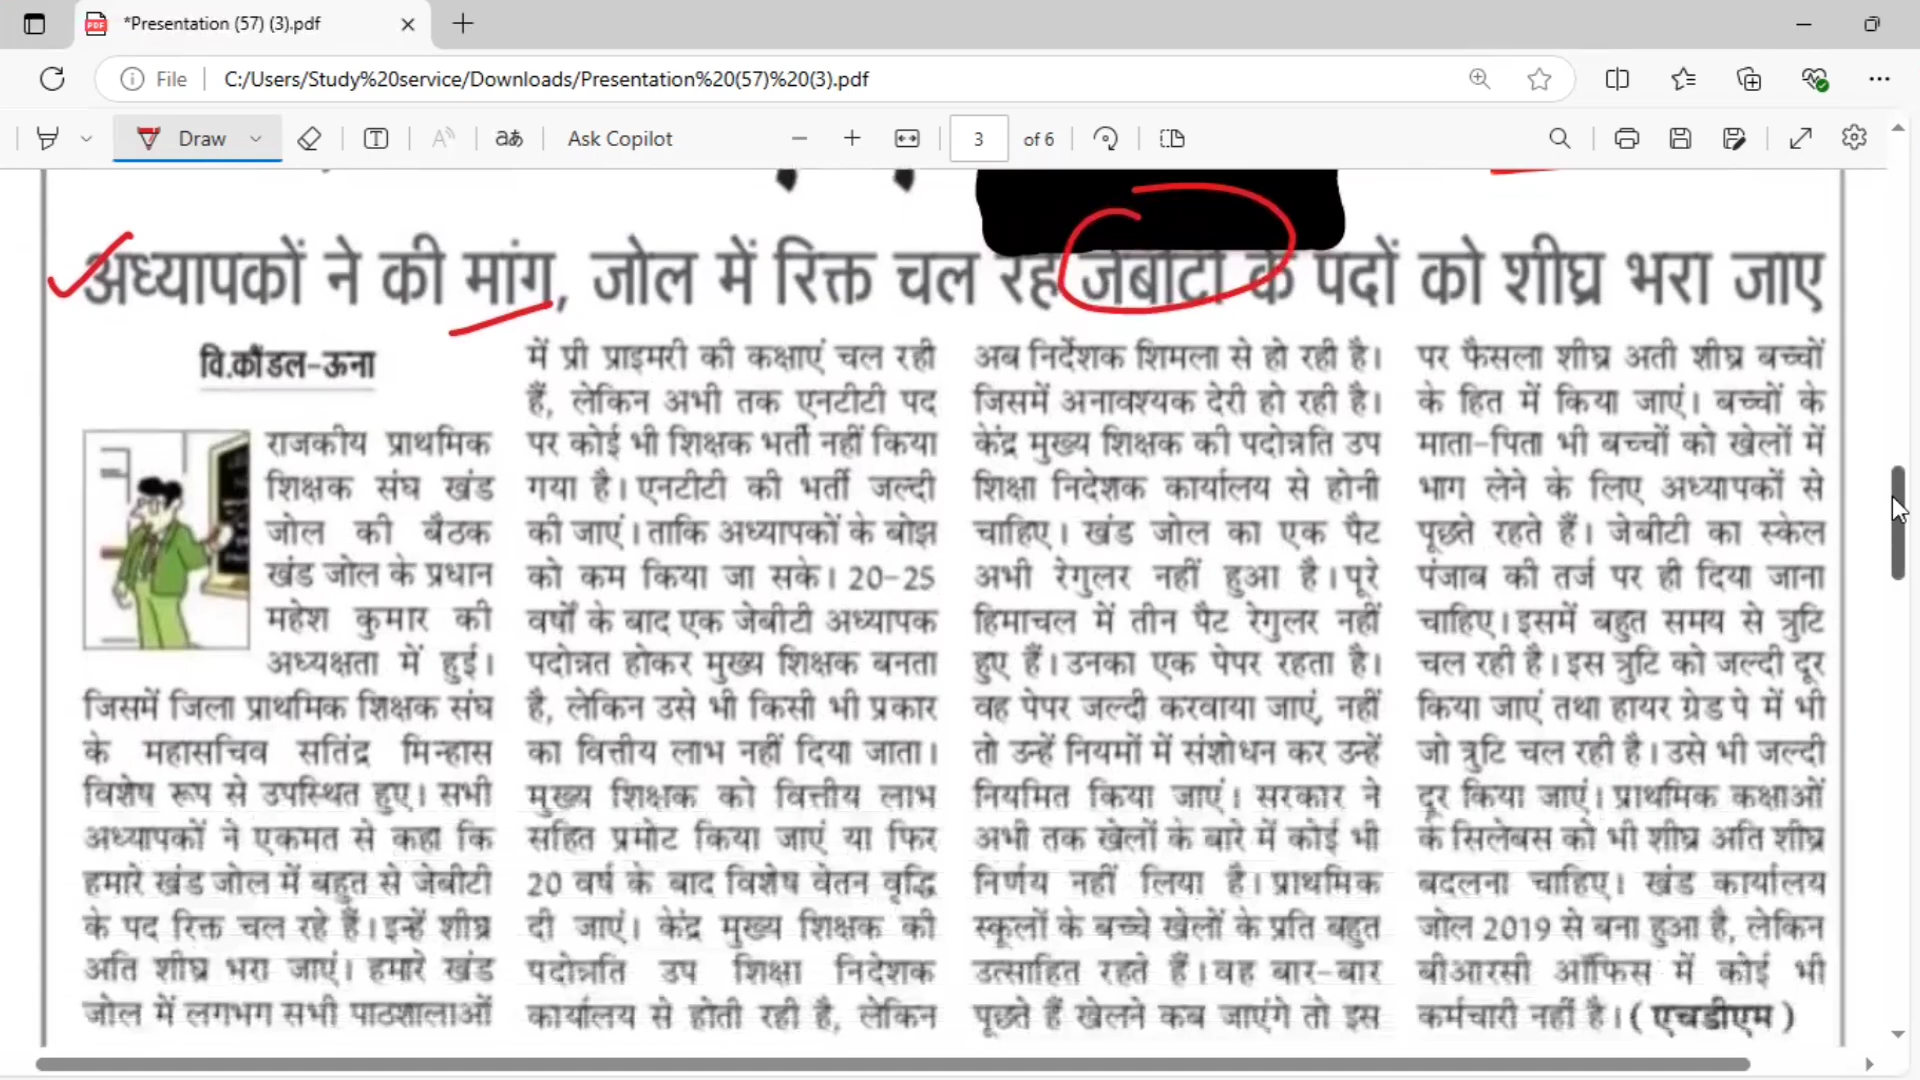 *Presentation (57) (3).pdf
File
C:/Users/Study%20service/Downloads/Presentation%20(57)%20(3).pdf
Draw
Ask Copilot
3 of 6
अध्यापकों ने की मांग, जोल में रिक्त चल रहे जेबीटी के पदों को शीघ्र भरा जाए
वि.कौंडल-ऊना
राजकीय प्राथमिक
शिक्षक संघ खंड
जोल की बैठक
खंड जोल के प्रधान
महेश कुमार की
अध्यक्षता में हुई।
जिसमें जिला प्राथमिक शिक्षक संघ
के महासचिव सतिंद्र मिन्हास
विशेष रूप से उपस्थित हुए। सभी
अध्यापकों ने एकमत से कहा कि
हमारे खंड जोल में बहुत से जेबीटी
के पद रिक्त चल रहे हैं। इन्हें शीघ्र
अति शीघ्र भरा जाएं। हमारे खंड
जोल में लगभग सभी पाठशालाओं
में प्री प्राइमरी की कक्षाएं चल रही
हैं, लेकिन अभी तक एनटीटी पद
पर कोई भी शिक्षक भर्ती नहीं किया
गया है। एनटीटी की भर्ती जल्दी
की जाएं। ताकि अध्यापकों के बोझ
को कम किया जा सके। 20-25
वर्षों के बाद एक जेबीटी अध्यापक
पदोन्नत होकर मुख्य शिक्षक बनता
है, लेकिन उसे भी किसी भी प्रकार
का वित्तीय लाभ नहीं दिया जाता।
मुख्य शिक्षक को वित्तीय लाभ
सहित प्रमोट किया जाएं या फिर
20 वर्ष के बाद विशेष वेतन वृद्धि
दी जाएं। केंद्र मुख्य शिक्षक की
पदोन्नति उप शिक्षा निदेशक
कार्यालय से होती रही है, लेकिन
अब निर्देशक शिमला से हो रही है।
जिसमें अनावश्यक देरी हो रही है।
केंद्र मुख्य शिक्षक की पदोन्नति उप
शिक्षा निदेशक कार्यालय से होनी
चाहिए। खंड जोल का एक पैट
अभी रेगुलर नहीं हुआ है। पूरे
हिमाचल में तीन पैट रेगुलर नहीं
हुए हैं। उनका एक पेपर रहता है।
वह पेपर जल्दी करवाया जाएं, नहीं
तो उन्हें नियमों में संशोधन कर उन्हें
नियमित किया जाएं। सरकार ने
अभी तक खेलों के बारे में कोई भी
निर्णय नहीं लिया है। प्राथमिक
स्कूलों के बच्चे खेलों के प्रति बहुत
उत्साहित रहते हैं। वह बार-बार
पूछते हैं खेलने कब जाएंगे तो इस
पर फैसला शीघ्र अती शीघ्र बच्चों
के हित में किया जाएं। बच्चों के
माता-पिता भी बच्चों को खेलों में
भाग लेने के लिए अध्यापकों से
पूछते रहते हैं। जेबीटी का स्केल
पंजाब की तर्ज पर ही दिया जाना
चाहिए। इसमें बहुत समय से त्रुटि
चल रही है। इस त्रुटि को जल्दी दूर
किया जाएं तथा हायर ग्रेड पे में भी
जो त्रुटि चल रही है। उसे भी जल्दी
दूर किया जाएं। प्राथमिक कक्षाओं
के सिलेबस को भी शीघ्र अति शीघ्र
बदलना चाहिए। खंड कार्यालय
जोल 2019 से बना हुआ है, लेकिन
बीआरसी ऑफिस में कोई भी
कर्मचारी नहीं है। ( एचडीएम )